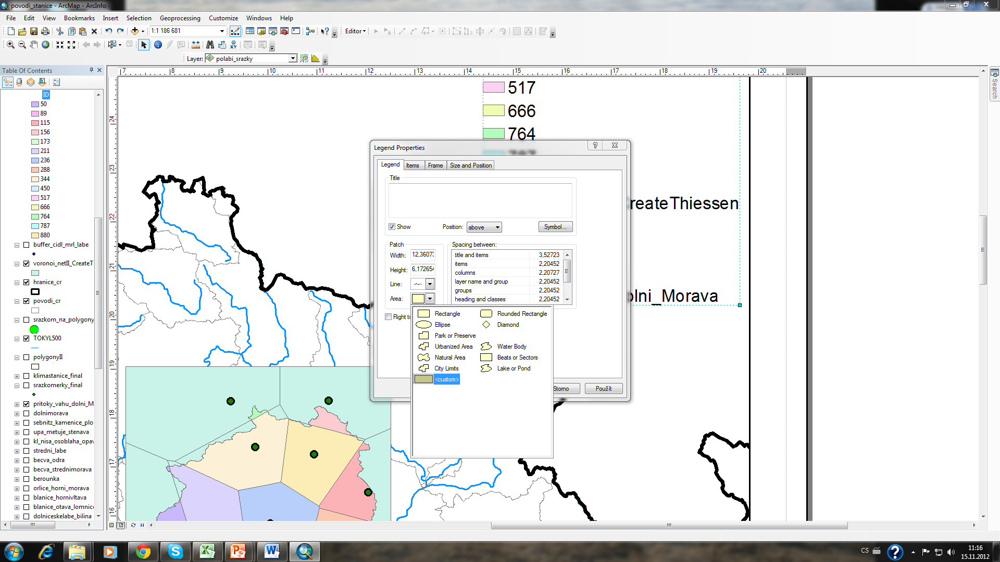 povodi_stanice - ArcMap - ArcInfo
File Edit View Bookmarks Insert Selection Geoprocessing Customize Windows Help
1:1 186 681
Editor
Layer: polabi_srazky
Table Of Contents
7 8 9 10 11 12 13 14 15 16 17 18 19 20
24
23
22
21
20
19
18
17
16
Search
ID
50
89
115
156
173
211
236
288
344
450
517
666
764
787
880
buffer_cidl_mrl_labe
voronoi_netII_CreateT
hranice_cr
povodi_cr
srazkom_na_polygony
TOKYL500
polygonyII
klimastanice_final
srazkomerky_final
pritoky_vahu_dolni_M
dolnimorava
sebnitz_kamenice_plo
upa_metuje_stenava
kl_nisa_osoblaha_opav
stredni_labe
becva_odra
becva_strednimorava
berounka
orlice_horni_morava
blanice_hornivltava
blanice_otava_lomnice
dolniceskelabe_bilina
517
666
764
reateThiessen
olni_Morava
Legend Properties
Legend Items Frame Size and Position
Title
Show Position: above Symbol...
Patch
Width: 12,36073
Height: 6,172654
Line:
Area:
Right to
Spacing between:
title and items 3,52723
items 2,20452
columns 2,20727
layer name and group 2,20452
groups 2,20452
heading and classes 2,20452
Rectangle Rounded Rectangle
Ellipse Diamond
Park or Preserve
Urbanized Area Water Body
Natural Area Beats or Sectors
City Limits Lake or Pond
<custom>
Storno Použít
CS
11:16
15.11.2012